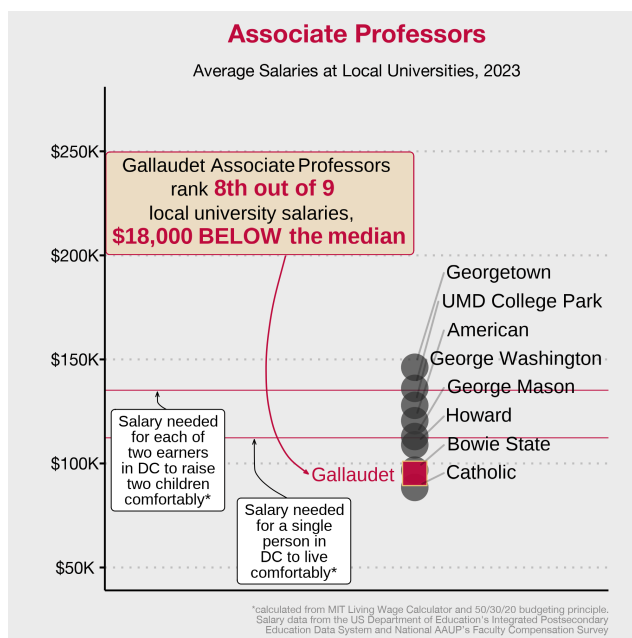 Associate Professors
Average Salaries at Local Universities, 2023
$250K
Gallaudet Associate Professors
rank 8th out of 9
local university salaries,
$18,000 BELOW the median
$200K
Georgetown
UMD College Park
American
$150K
George Washington
George Mason
Howard
Bowie State
Catholic
Gallaudet
Salary needed
for each of
two earners
in DC to raise
two children
comfortably*
$100K
Salary needed
for a single
person in
DC to live
comfortably*
$50K
*calculated from MIT Living Wage Calculator and 50/30/20 budgeting principle.
Salary data from the US Department of Education's Integrated Postsecondary
Education Data System and National AAUP's Faculty Compensation Survey